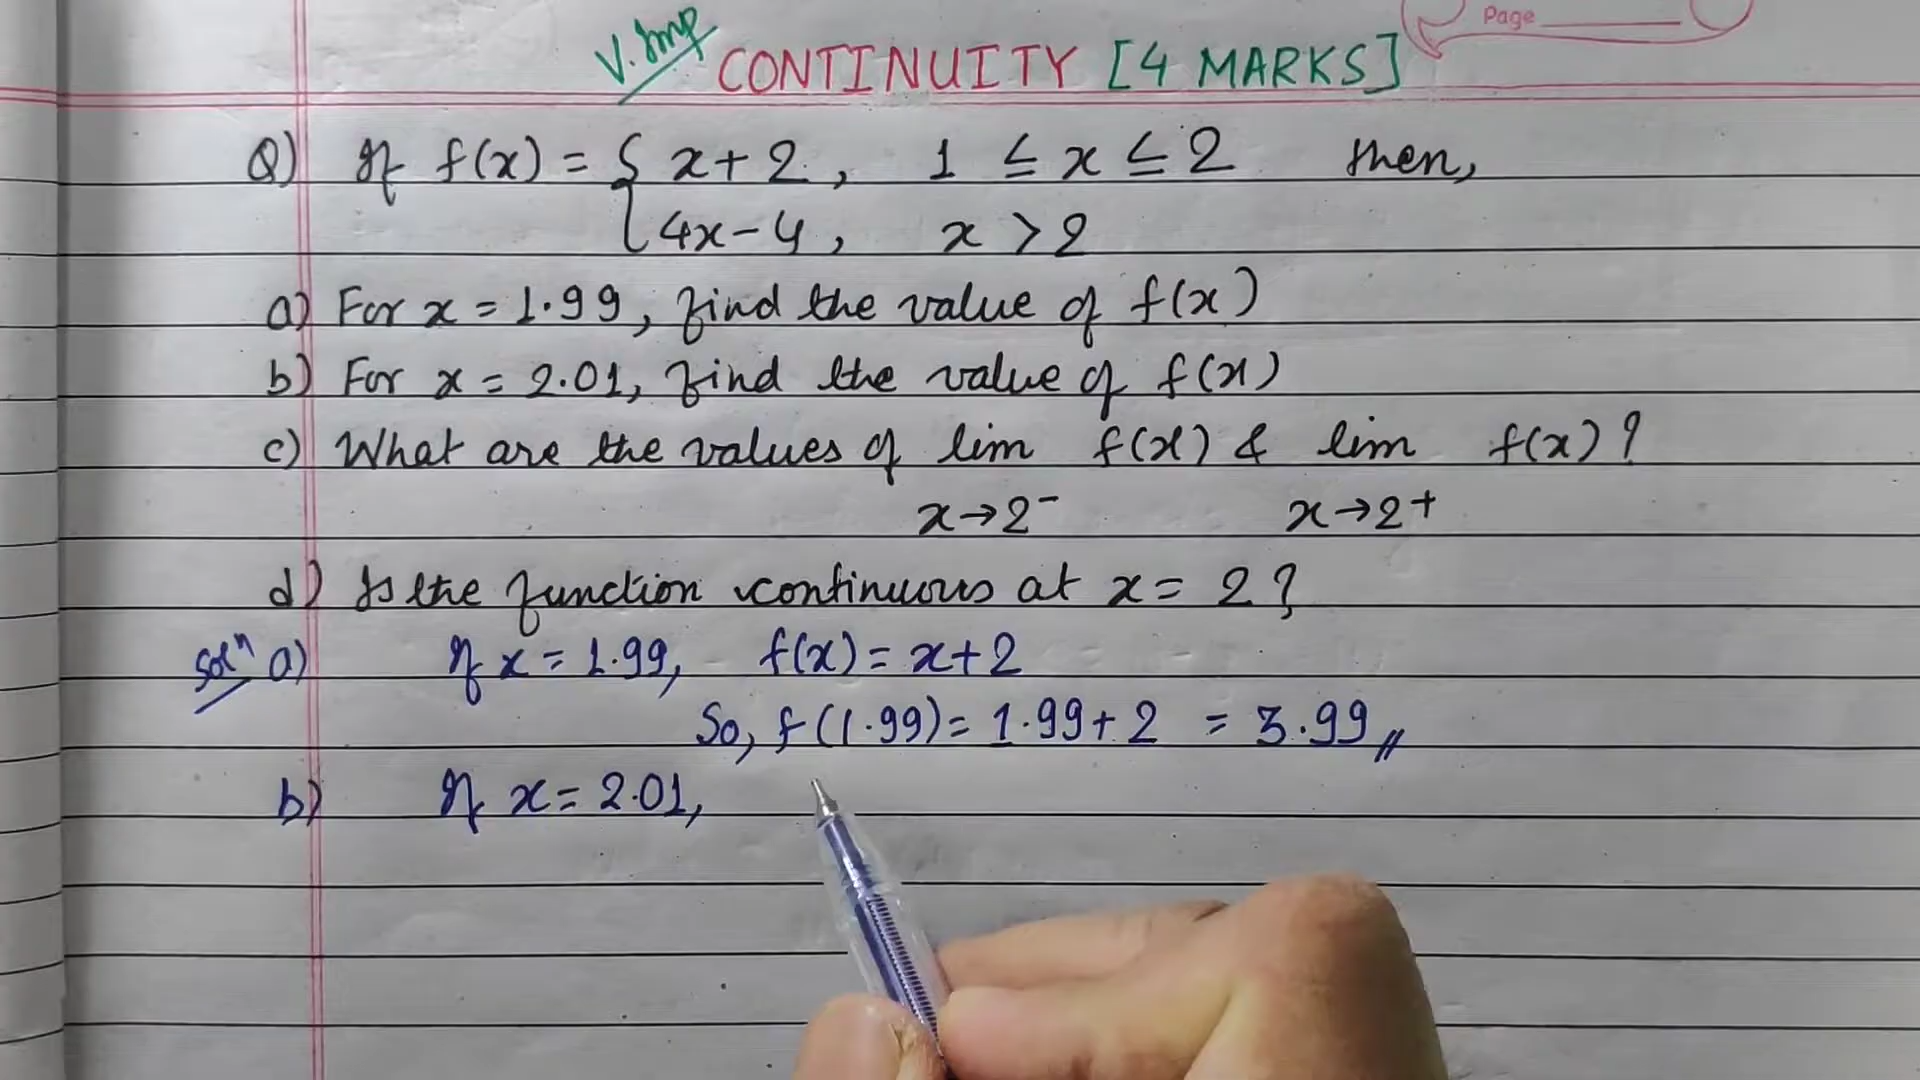 Page
V. Imp CONTINUITY [4 MARKS]
Q) If f(x) = { x + 2 , 1 ≤ x ≤ 2 then,
4x - 4 , x > 2
a) For x = 1.99, find the value of f(x)
b) For x = 2.01, find the value of f(x)
c) What are the values of lim f(x) & lim f(x) ?
x→2⁻ x→2⁺
d) Is the function continuous at x = 2 ?
Solⁿ a) If x = 1.99, f(x) = x + 2
So, f(1.99) = 1.99 + 2 = 3.99 //
b) If x = 2.01,